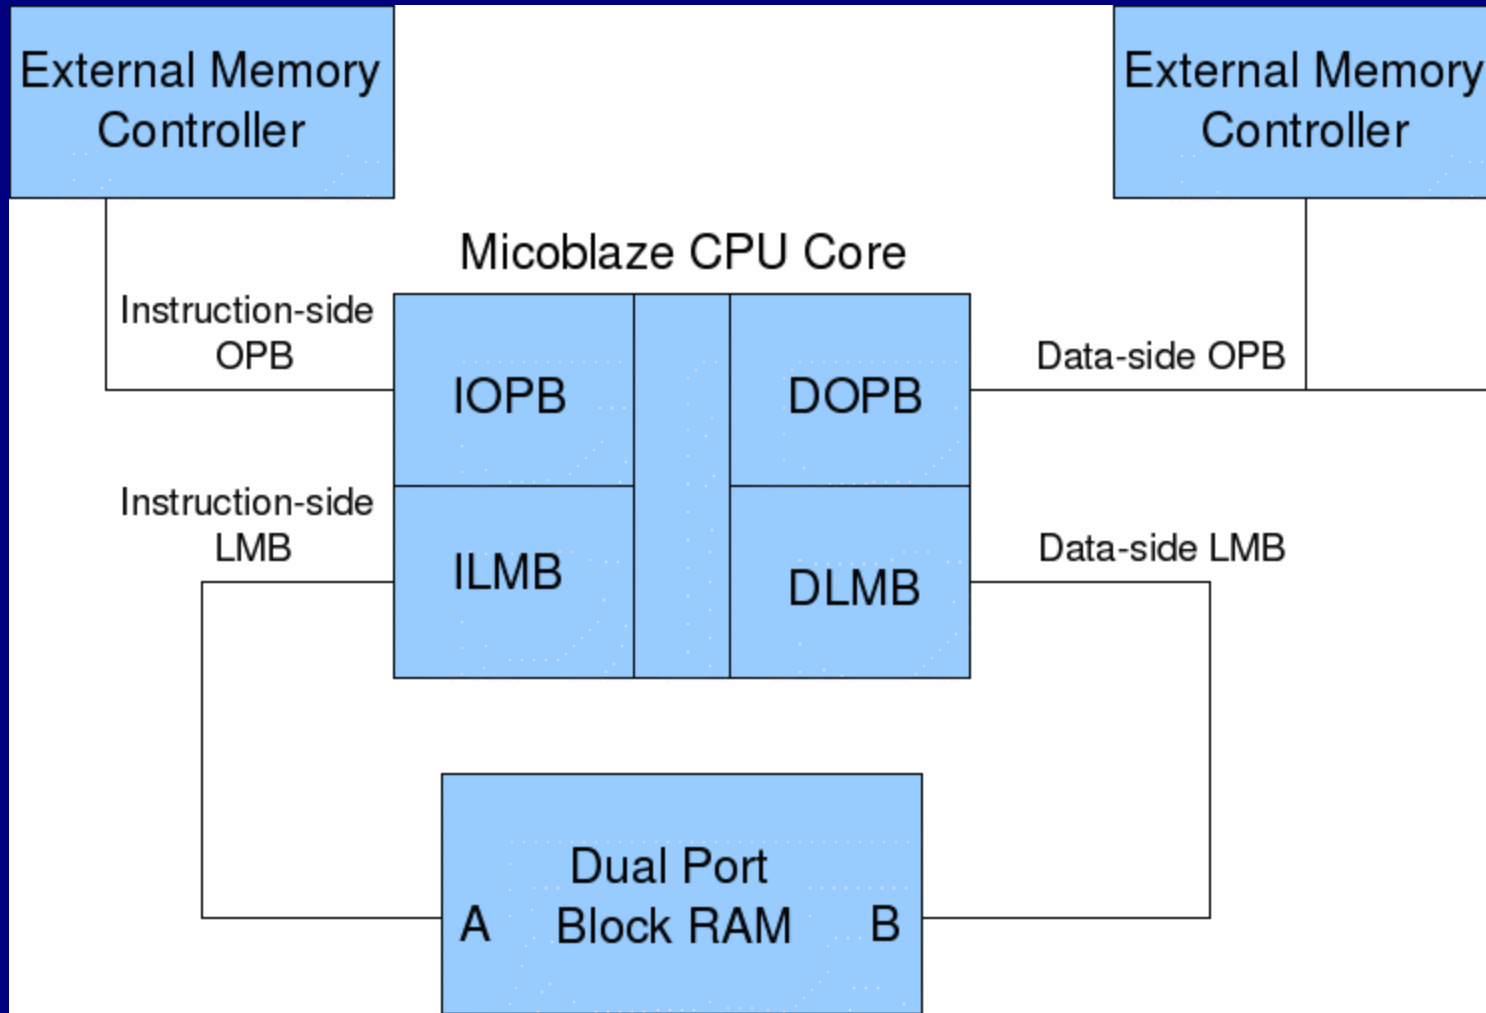 External Memory
Controller
External Memory
Controller
Micoblaze CPU Core
Instruction-side
OPB
IOPB
DOPB
Data-side OPB
Instruction-side
LMB
ILMB
DLMB
Data-side LMB
Dual Port
A Block RAM B